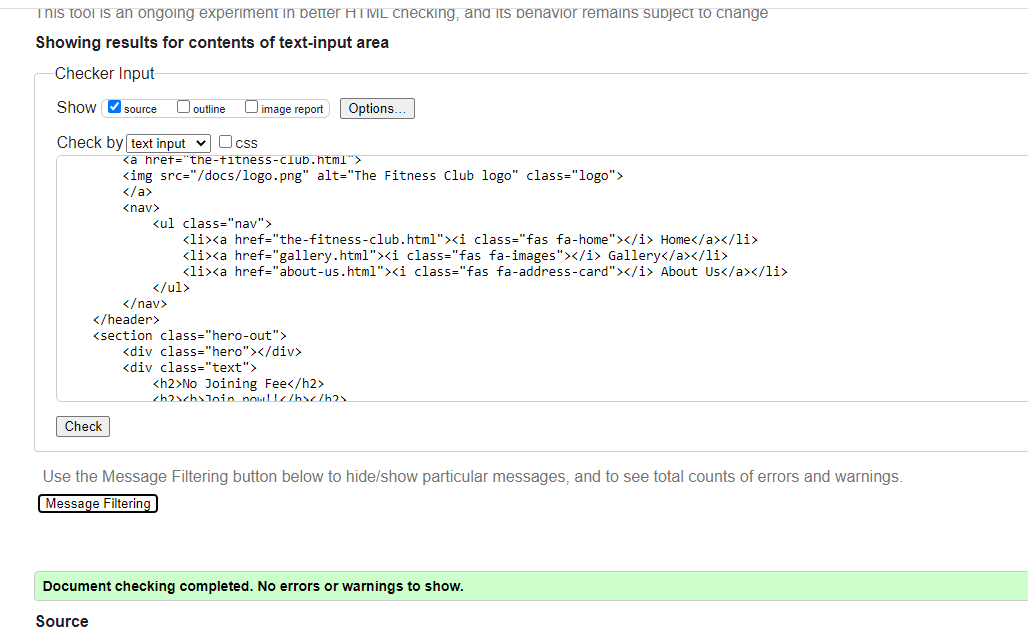 This tool is an ongoing experiment in better HTML checking, and its behavior remains subject to change
Showing results for contents of text-input area
Checker Input
Show source outline image report Options...
Check by text input css
<a href="the-fitness-club.html">
<img src="/docs/logo.png" alt="The Fitness Club logo" class="logo">
</a>
<nav>
<ul class="nav">
<li><a href="the-fitness-club.html"><i class="fas fa-home"></i> Home</a></li>
<li><a href="gallery.html"><i class="fas fa-images"></i> Gallery</a></li>
<li><a href="about-us.html"><i class="fas fa-address-card"></i> About Us</a></li>
</ul>
</nav>
</header>
<section class="hero-out">
<div class="hero"></div>
<div class="text">
<h2>No Joining Fee</h2>
<h2><b>Join now!!</b></h2>
Check
Use the Message Filtering button below to hide/show particular messages, and to see total counts of errors and warnings.
Message Filtering
Document checking completed. No errors or warnings to show.
Source